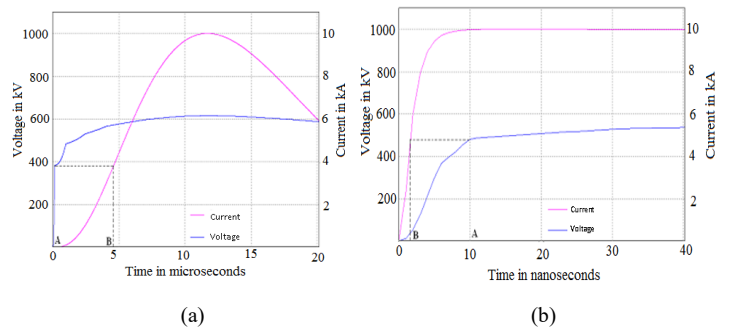 1000
800
600
400
200
Voltage in kV
10
8
6
4
2
Current in kA
A
B
Current
Voltage
0
5
10
15
20
Time in microseconds
(a)
1000
800
600
400
200
Voltage in kV
10
8
6
4
2
Current in kA
B
A
Current
Voltage
0
10
20
30
40
Time in nanoseconds
(b)